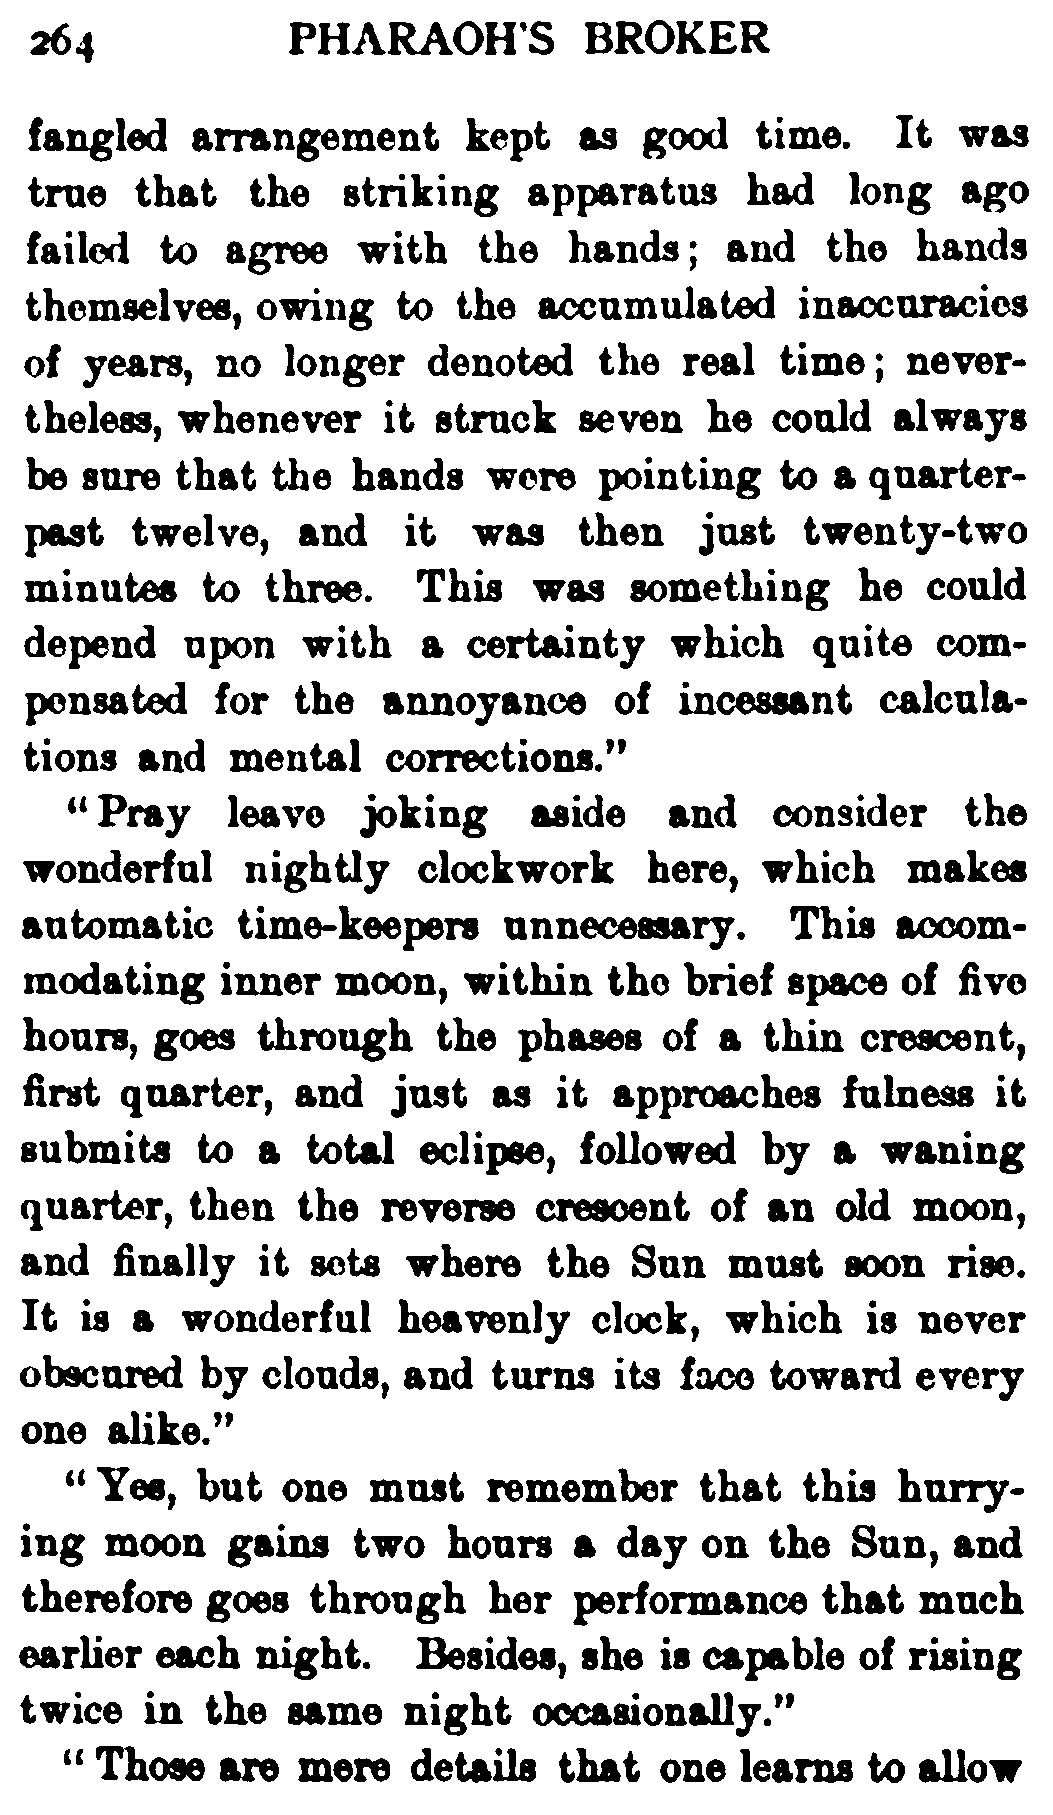 264 PHARAOH'S BROKER
fangled arrangement kept as good time. It was
true that the striking apparatus had long ago
failed to agree with the hands; and the hands
themselves, owing to the accumulated inaccuracies
of years, no longer denoted the real time; never-
theless, whenever it struck seven he could always
be sure that the hands were pointing to a quarter-
past twelve, and it was then just twenty-two
minutes to three. This was something he could
depend upon with a certainty which quite com-
pensated for the annoyance of incessant calcula-
tions and mental corrections."
"Pray leave joking aside and consider the
wonderful nightly clockwork here, which makes
automatic time-keepers unnecessary. This accom-
modating inner moon, within the brief space of five
hours, goes through the phases of a thin crescent,
first quarter, and just as it approaches fulness it
submits to a total eclipse, followed by a waning
quarter, then the reverse crescent of an old moon,
and finally it sets where the Sun must soon rise.
It is a wonderful heavenly clock, which is never
obscured by clouds, and turns its face toward every
one alike."
"Yes, but one must remember that this hurry-
ing moon gains two hours a day on the Sun, and
therefore goes through her performance that much
earlier each night. Besides, she is capable of rising
twice in the same night occasionally."
"Those are mere details that one learns to allow